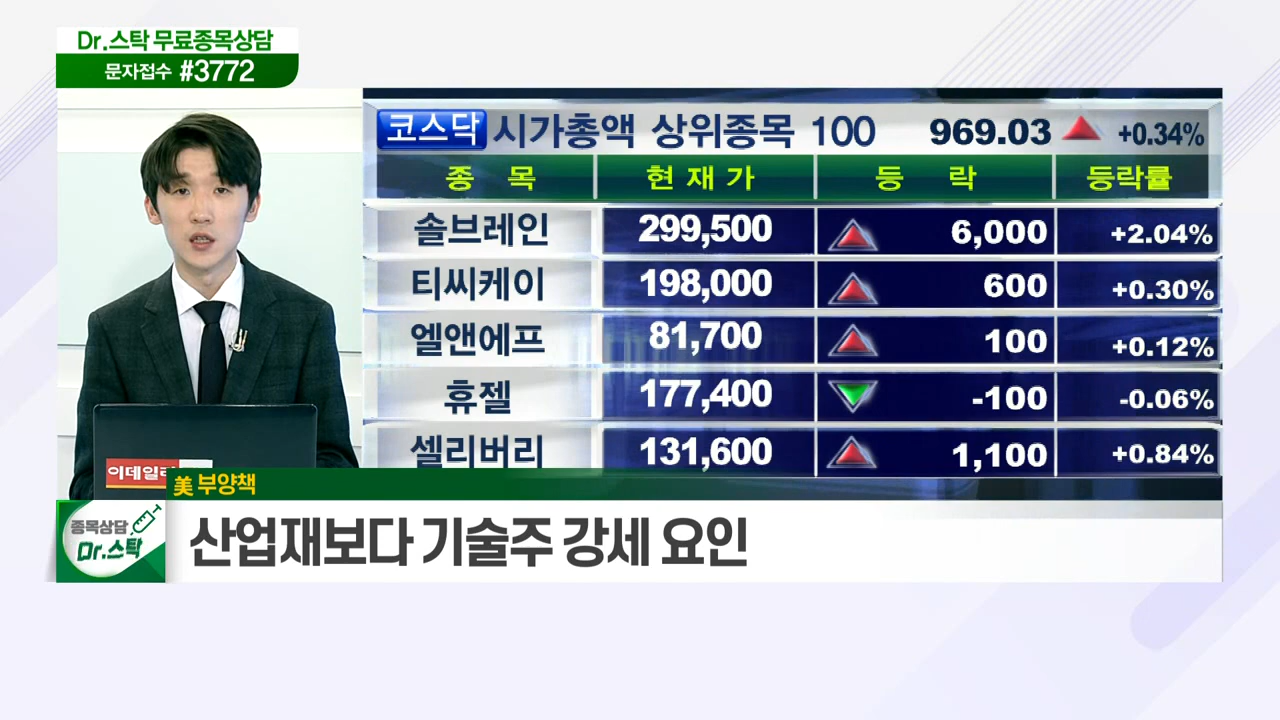 Dr.스탁 무료종목상담
문자접수 #3772
코스닥 시가총액 상위종목 100 969.03 +0.34%
종 목 현재가 등 락 등락률
솔브레인 299,500 6,000 +2.04%
티씨케이 198,000 600 +0.30%
엘앤에프 81,700 100 +0.12%
휴젤 177,400 -100 -0.06%
셀리버리 131,600 1,100 +0.84%
이데일리
美 부양책
종목상담
Dr.스탁
산업재보다 기술주 강세 요인